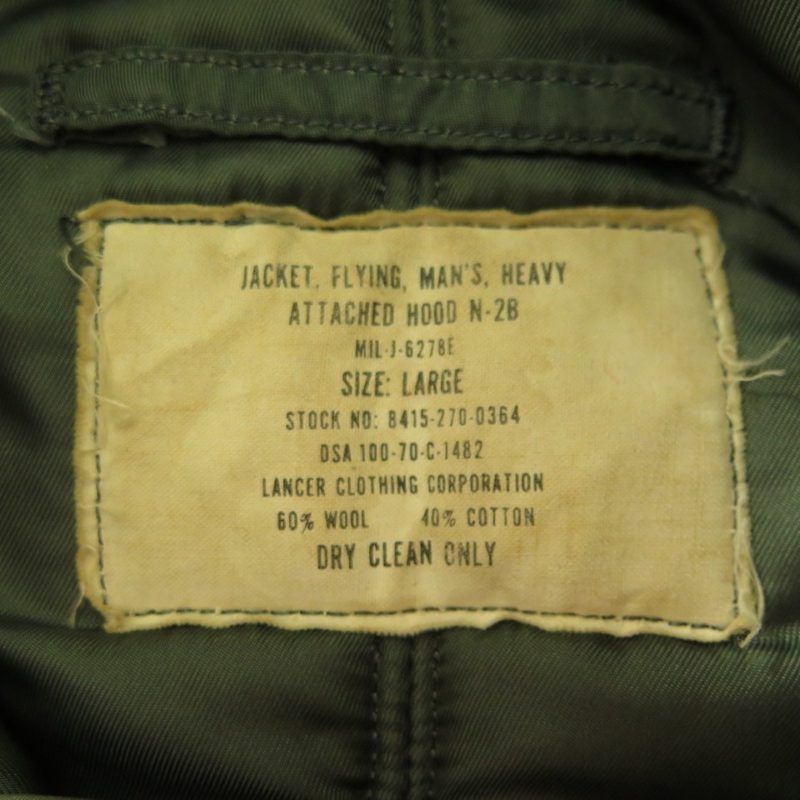 JACKET, FLYING, MAN'S, HEAVY
ATTACHED HOOD N-2B
MIL-J-6278E
SIZE: LARGE
STOCK NO: 8415-270-0364
DSA 100-70-C-1482
LANCER CLOTHING CORPORATION
60% WOOL 40% COTTON
DRY CLEAN ONLY